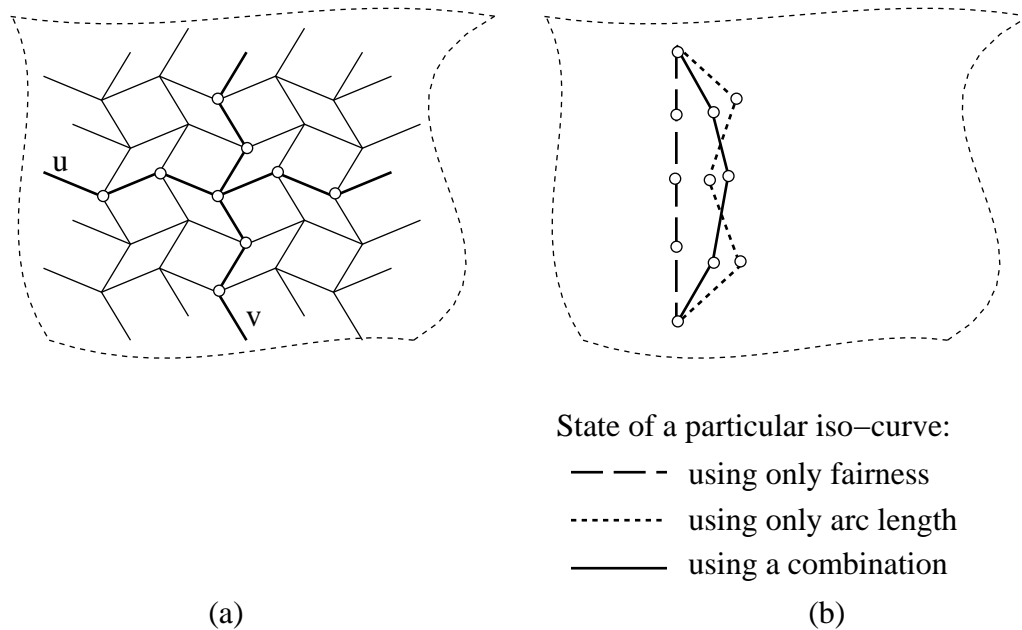 u
v
State of a particular iso−curve:
using only fairness
using only arc length
using a combination
(a)
(b)